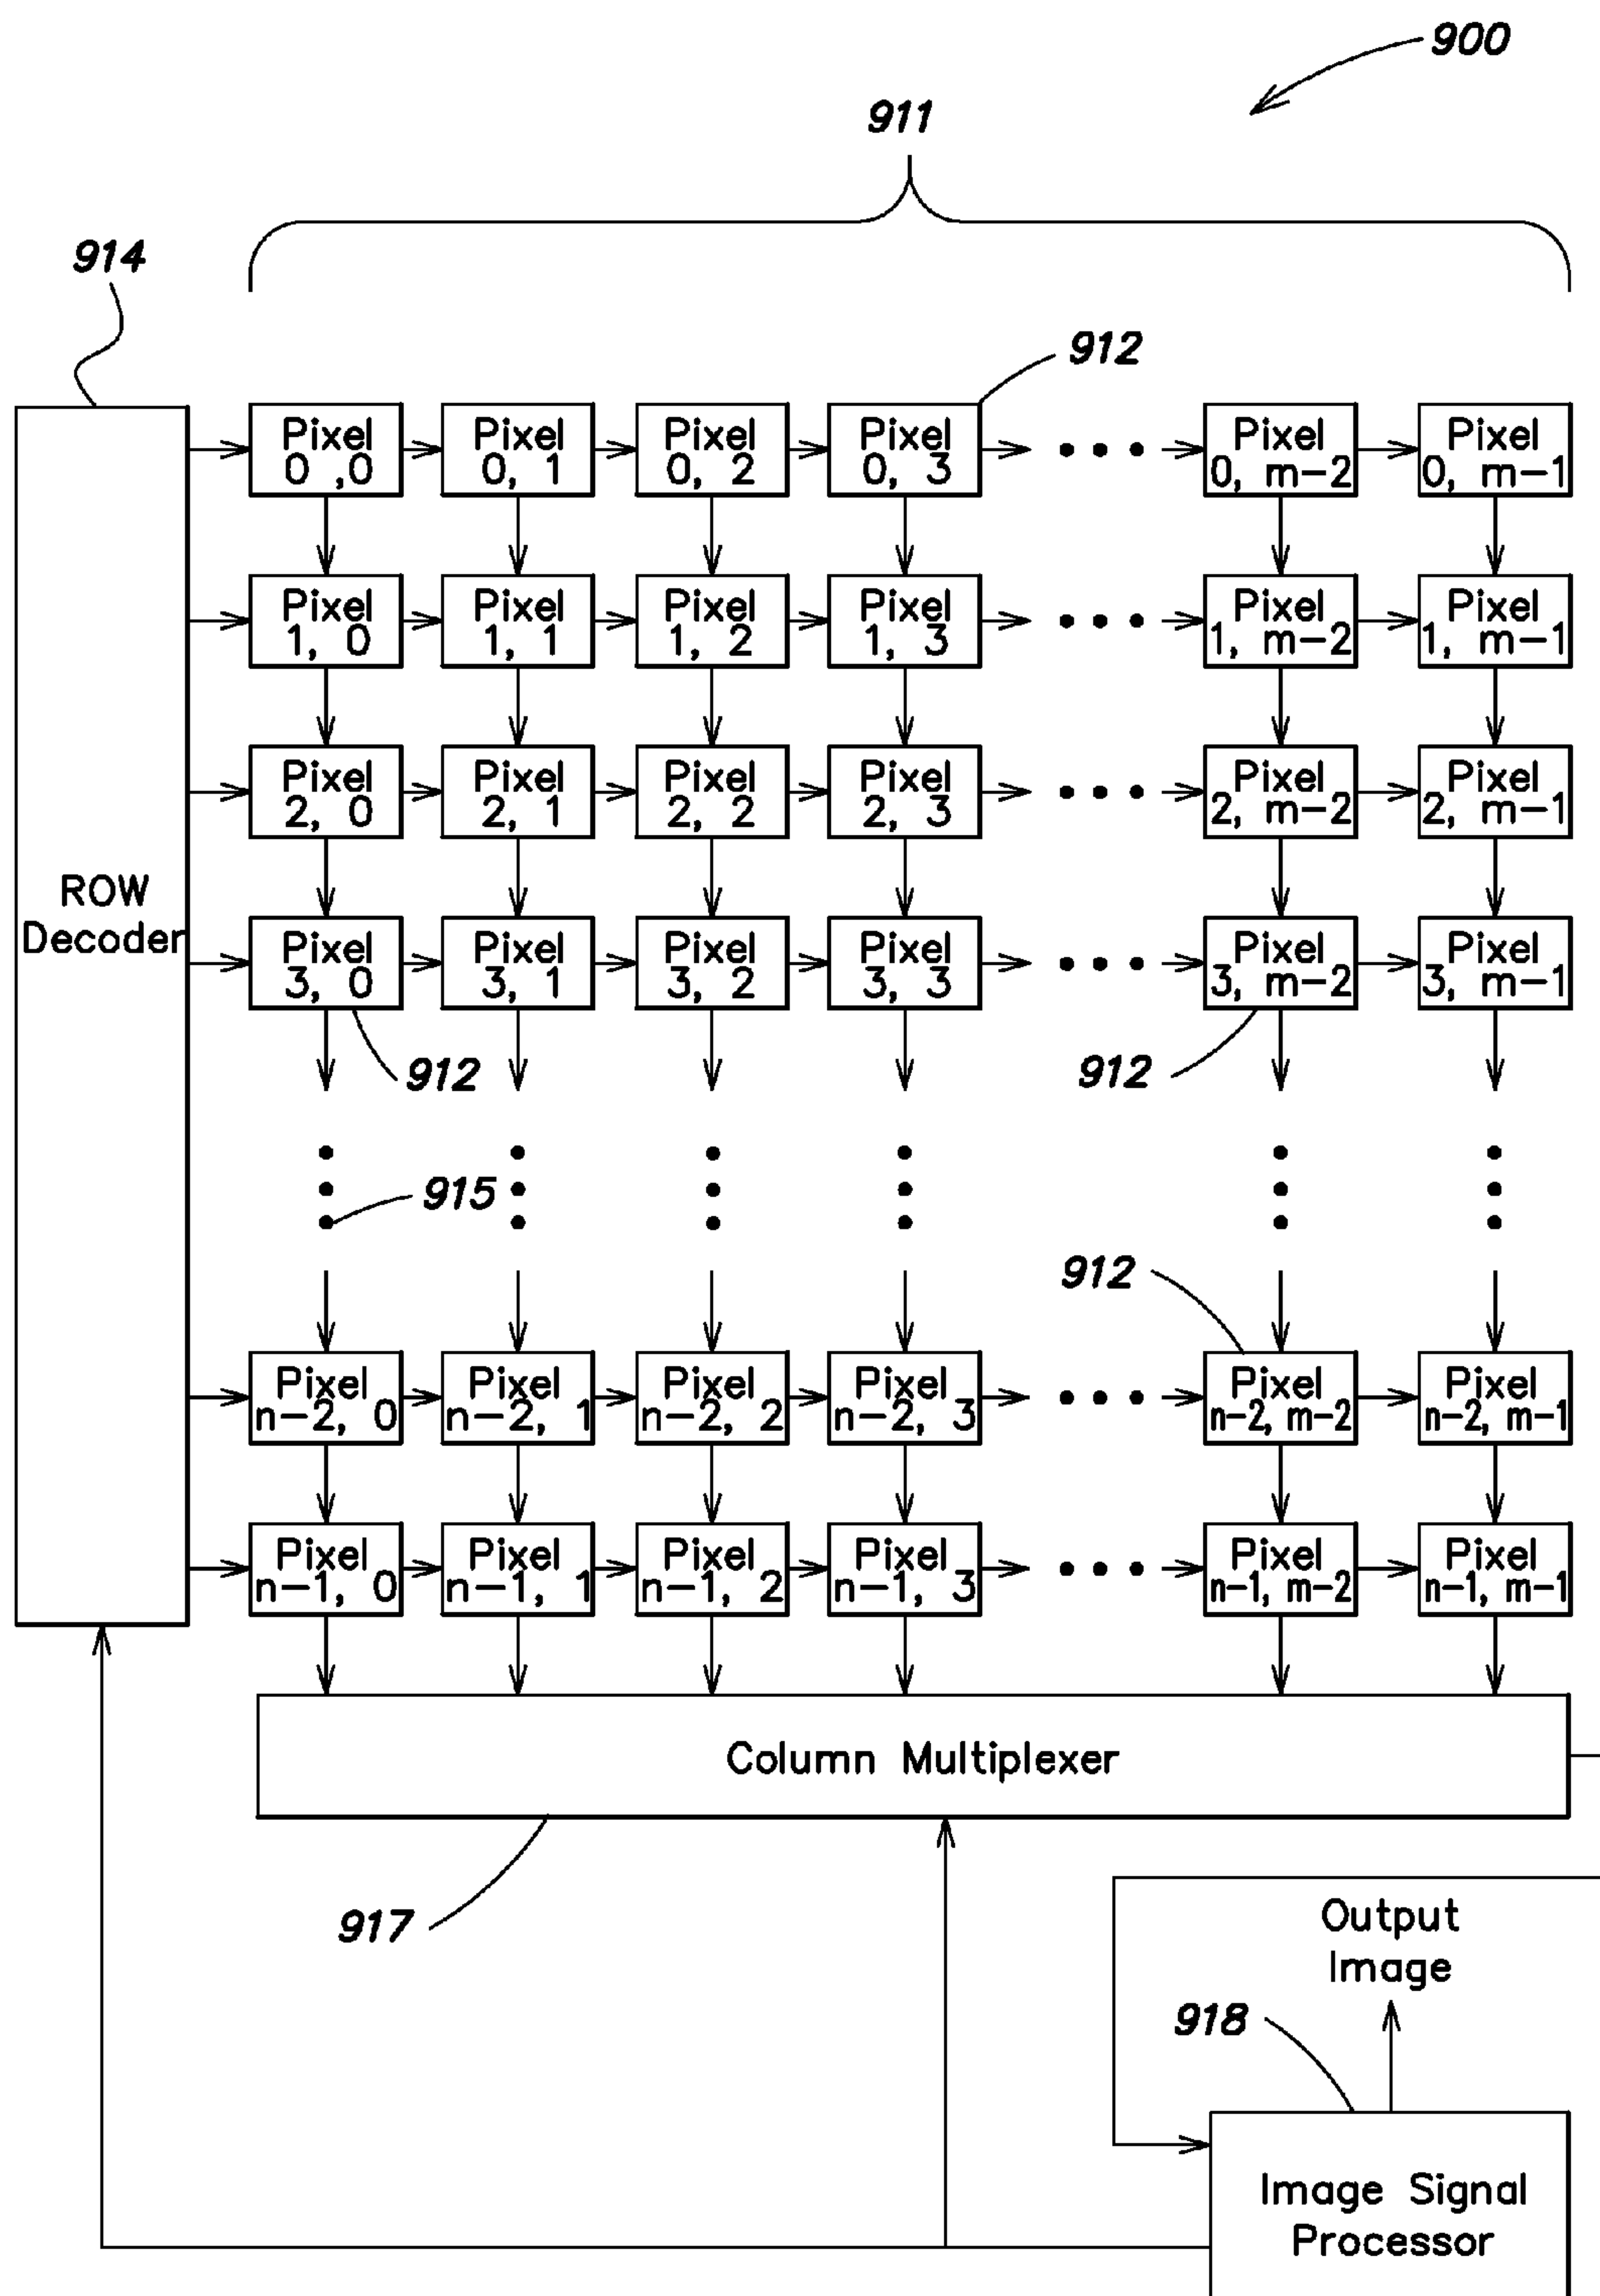 900
911
914
912
Pixel 0 ,0
Pixel 0, 1
Pixel 0, 2
Pixel 0, 3
Pixel 0, m-2
Pixel 0, m-1
Pixel 1, 0
Pixel 1, 1
Pixel 1, 2
Pixel 1, 3
Pixel 1, m-2
Pixel 1, m-1
Pixel 2, 0
Pixel 2, 1
Pixel 2, 2
Pixel 2, 3
Pixel 2, m-2
Pixel 2, m-1
ROW
Decoder
Pixel 3, 0
Pixel 3, 1
Pixel 3, 2
Pixel 3, 3
Pixel 3, m-2
Pixel 3, m-1
912
912
915
912
Pixel n-2, 0
Pixel n-2, 1
Pixel n-2, 2
Pixel n-2, 3
Pixel n-2, m-2
Pixel n-2, m-1
Pixel n-1, 0
Pixel n-1, 1
Pixel n-1, 2
Pixel n-1, 3
Pixel n-1, m-2
Pixel n-1, m-1
Column Multiplexer
917
Output
Image
918
Image Signal
Processor